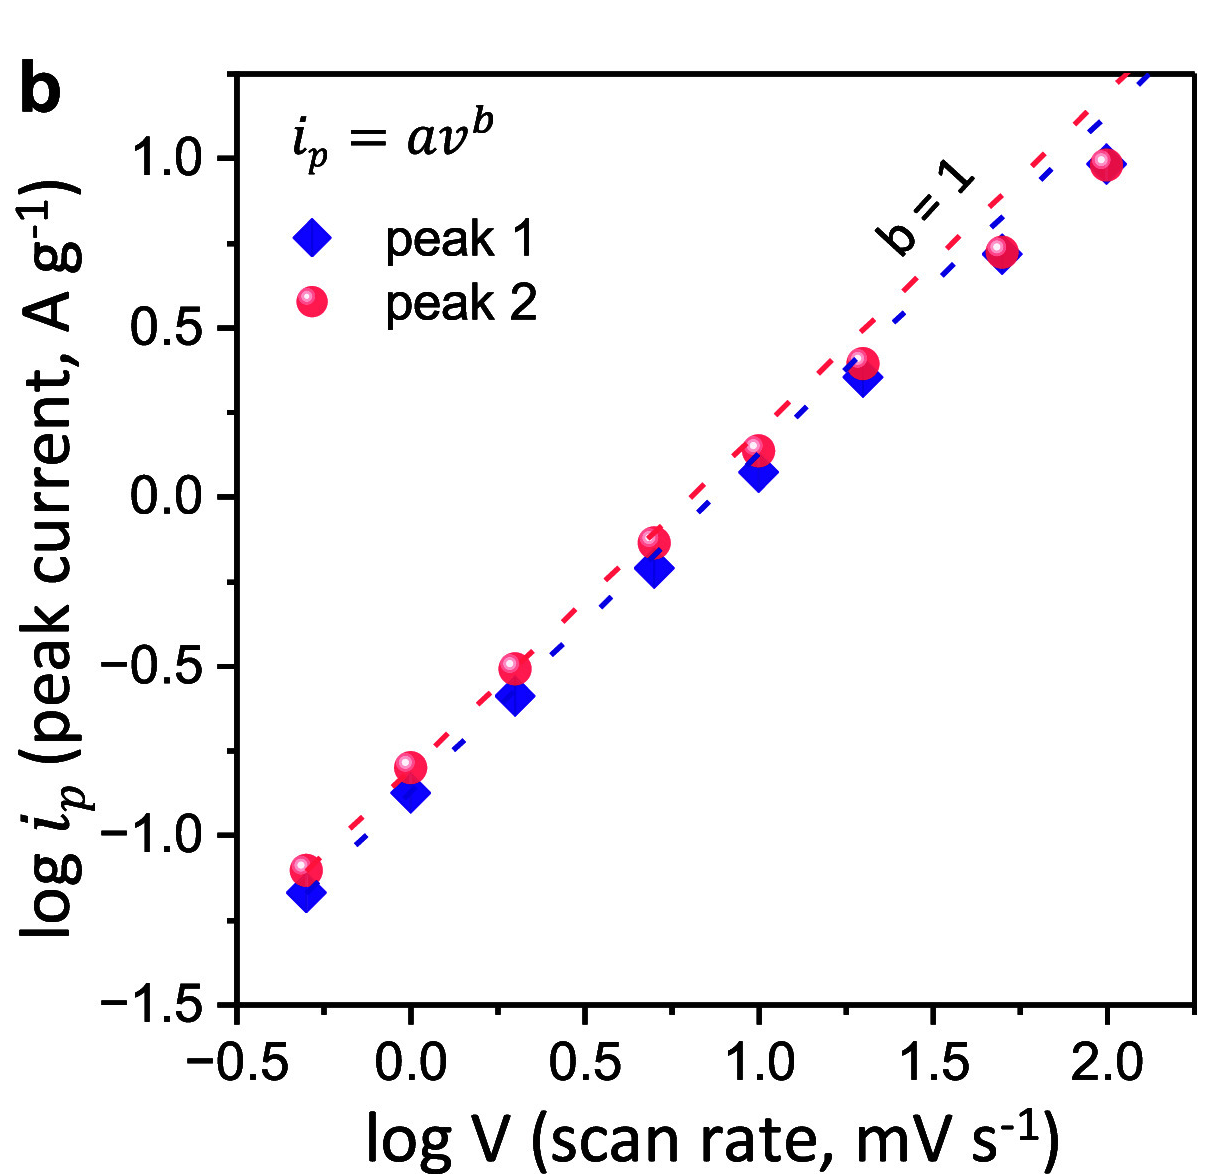 b
i_p = av^b
peak 1
peak 2
b = 1
1.0
0.5
0.0
−0.5
−1.0
−1.5
log i_p (peak current, A g^-1)
−0.5 0.0 0.5 1.0 1.5 2.0
log V (scan rate, mV s^-1)